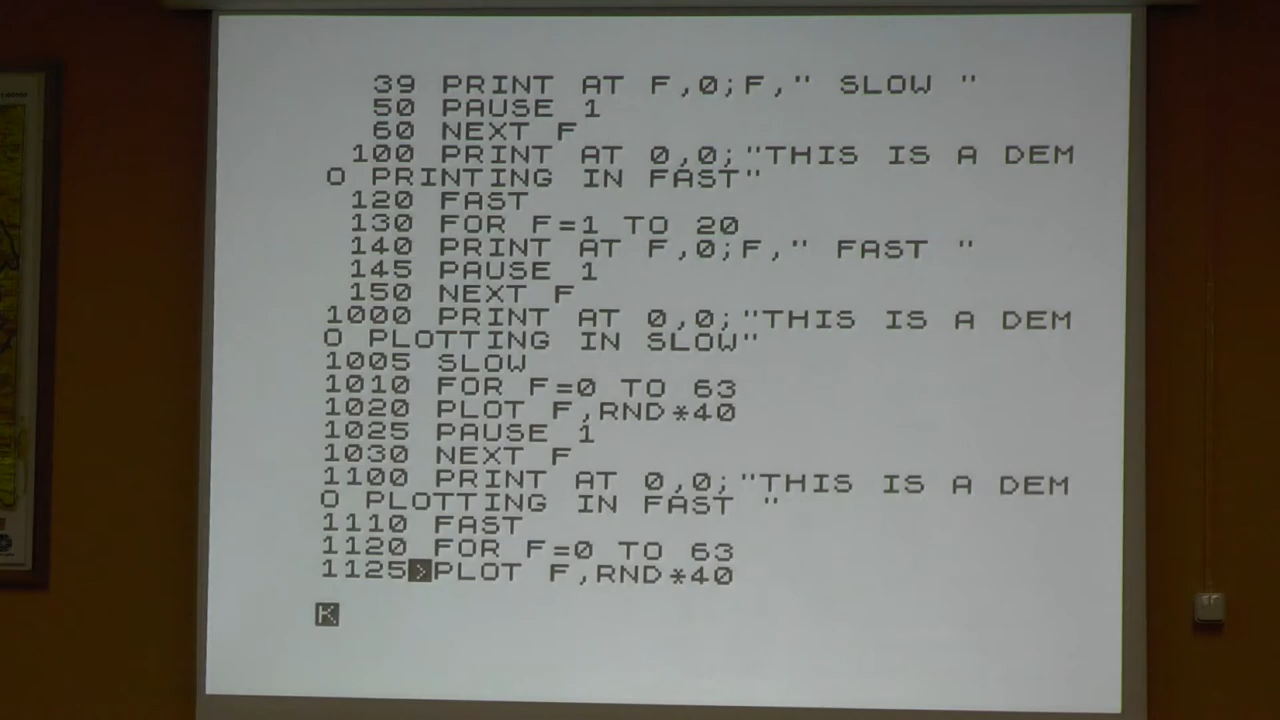 39 PRINT AT F,0;F," SLOW "
50 PAUSE 1
60 NEXT F
100 PRINT AT 0,0;"THIS IS A DEM
O PRINTING IN FAST"
120 FAST
130 FOR F=1 TO 20
140 PRINT AT F,0;F," FAST "
145 PAUSE 1
150 NEXT F
1000 PRINT AT 0,0;"THIS IS A DEM
O PLOTTING IN SLOW"
1005 SLOW
1010 FOR F=0 TO 63
1020 PLOT F,RND*40
1025 PAUSE 1
1030 NEXT F
1100 PRINT AT 0,0;"THIS IS A DEM
O PLOTTING IN FAST "
1110 FAST
1120 FOR F=0 TO 63
1125>PLOT F,RND*40
K